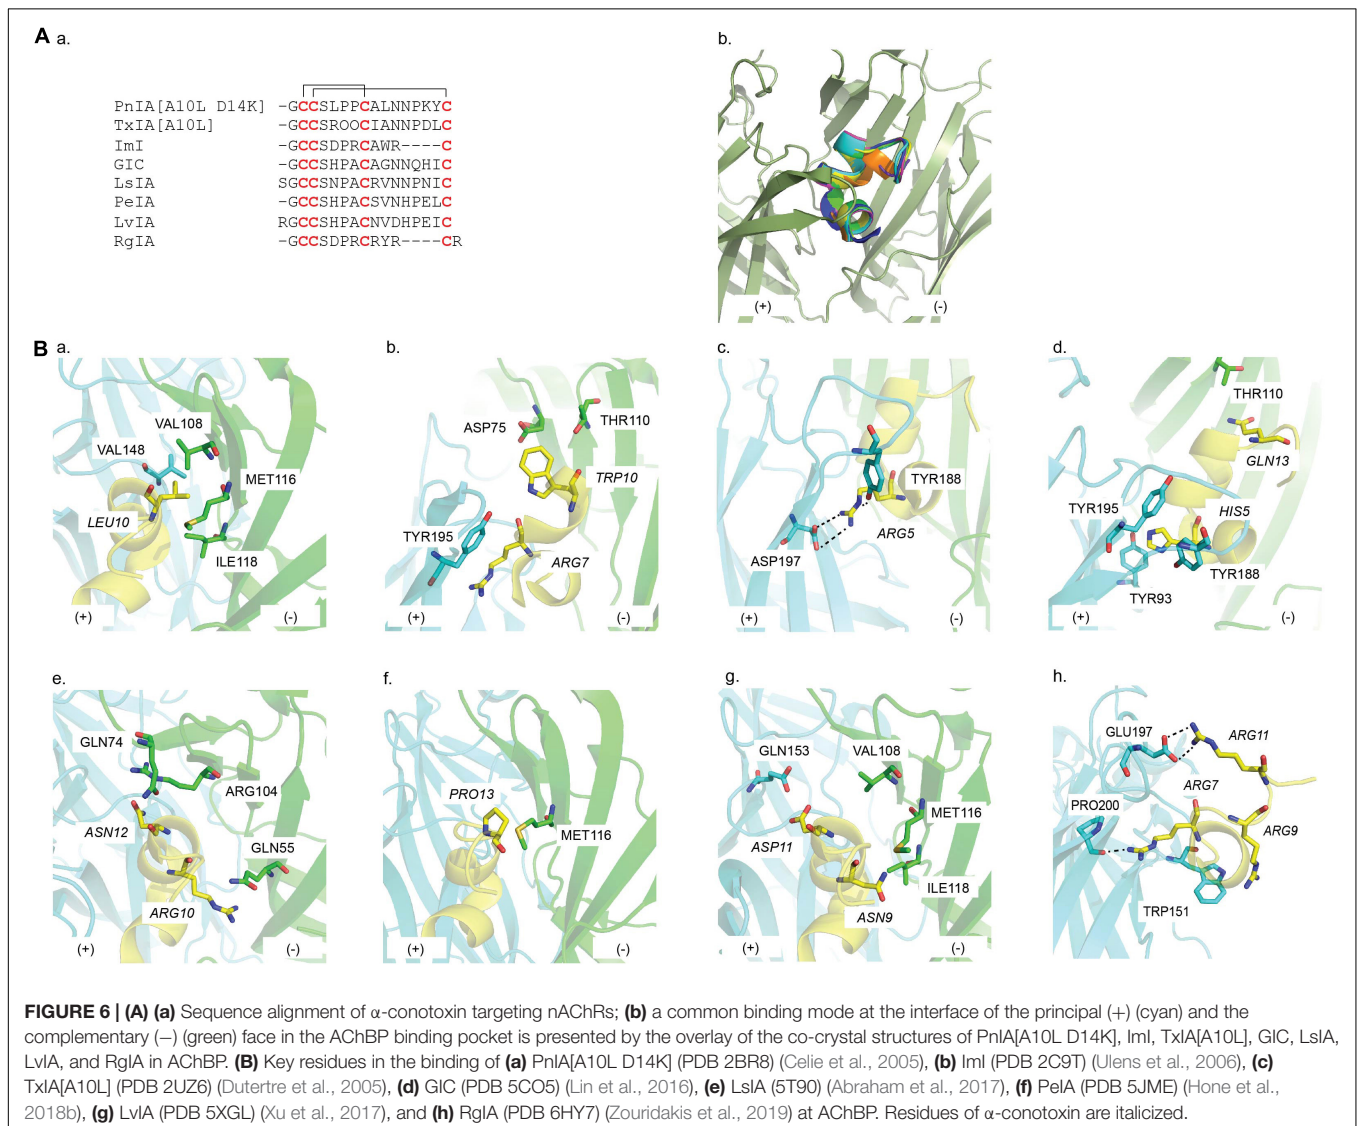 A a.
b.
PnIA[A10L D14K] -GCCSLPPCALNNPKYC
TxIA[A10L] -GCCSROOCIANNPDLC
ImI -GCCSDPRCAWR----C
GIC -GCCSHPACAGNNQHIC
LsIA SGCCSNPACRVNNPNIC
PeIA -GCCSHPACSVNHPELC
LvIA RGCCSHPACNVDHPEIC
RgIA -GCCSDPRCRYR----CR
(+) (-)
B a.
VAL108
VAL148
MET116
LEU10
ILE118
(+) (-)
b.
ASP75
THR110
TRP10
TYR195
ARG7
(+) (-)
c.
TYR188
ARG5
ASP197
(+) (-)
d.
THR110
GLN13
TYR195
HIS5
TYR188
TYR93
(+) (-)
e.
GLN74
ARG104
ASN12
GLN55
ARG10
(+) (-)
f.
PRO13
MET116
(+) (-)
g.
GLN153
VAL108
MET116
ASP11
ILE118
ASN9
(+) (-)
h.
GLU197
ARG11
ARG7
PRO200
ARG9
TRP151
FIGURE 6 | (A) (a) Sequence alignment of α-conotoxin targeting nAChRs; (b) a common binding mode at the interface of the principal (+) (cyan) and the
complementary (−) (green) face in the AChBP binding pocket is presented by the overlay of the co-crystal structures of PnIA[A10L D14K], ImI, TxIA[A10L], GIC, LsIA,
LvIA, and RgIA in AChBP. (B) Key residues in the binding of (a) PnIA[A10L D14K] (PDB 2BR8) (Celie et al., 2005), (b) ImI (PDB 2C9T) (Ulens et al., 2006), (c)
TxIA[A10L] (PDB 2UZ6) (Dutertre et al., 2005), (d) GIC (PDB 5CO5) (Lin et al., 2016), (e) LsIA (5T90) (Abraham et al., 2017), (f) PeIA (PDB 5JME) (Hone et al.,
2018b), (g) LvIA (PDB 5XGL) (Xu et al., 2017), and (h) RgIA (PDB 6HY7) (Zouridakis et al., 2019) at AChBP. Residues of α-conotoxin are italicized.